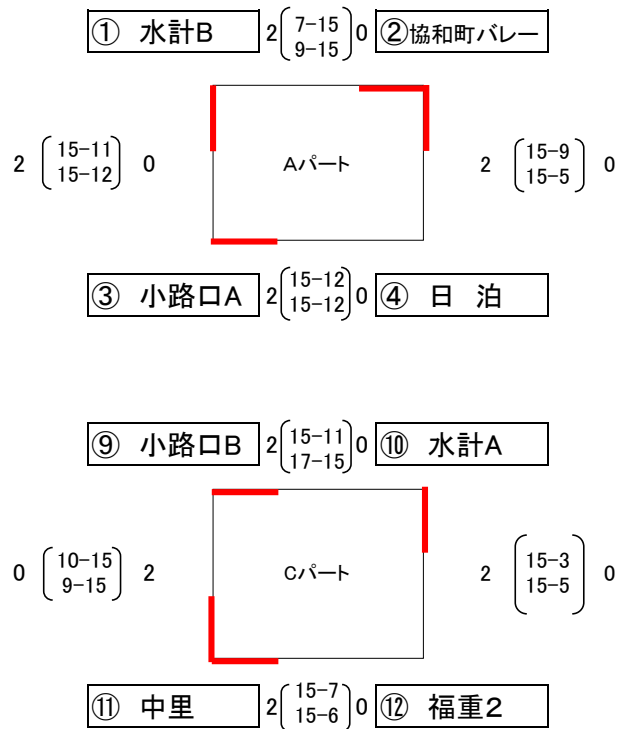 ① 水計B 2 7-15 0 ②協和町バレー
9-15
2 15-11 0 Aパート 2 15-9 0
15-12 15-5
③ 小路口A 2 15-12 0 ④ 日 泊
15-12
⑨ 小路口B 2 15-11 0 ⑩ 水計A
17-15
0 10-15 2 Cパート 2 15-3 0
9-15 15-5
⑪ 中里 2 15-7 0 ⑫ 福重2
15-6